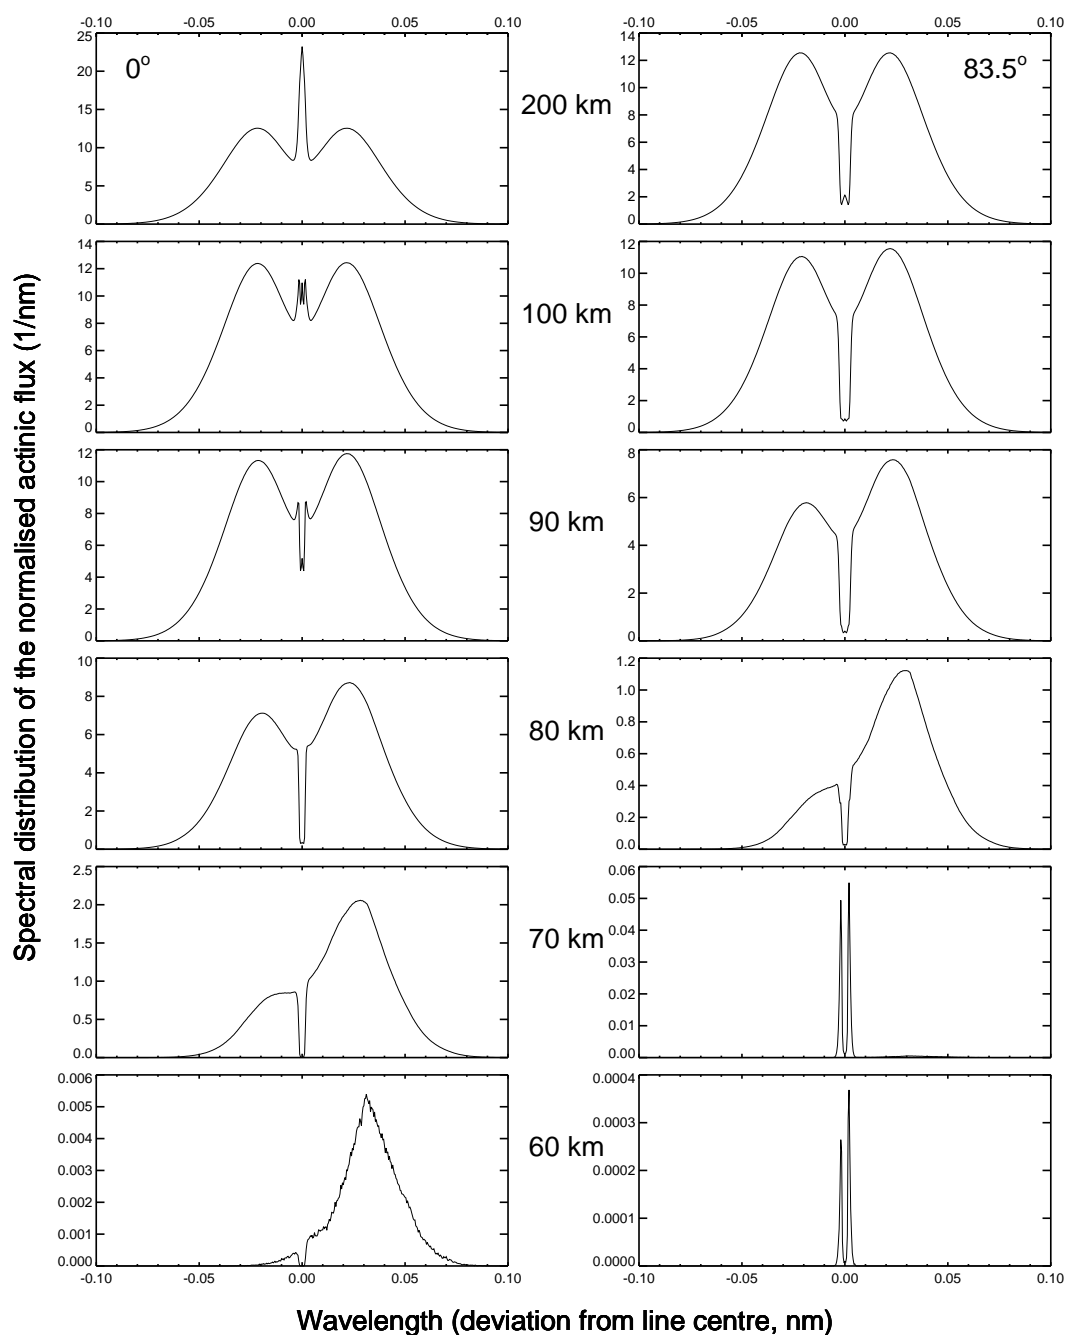 -0.10 -0.05 0.00 0.05 0.10 -0.10 -0.05 0.00 0.05 0.10
25 20 15 10 5 0
0°
200 km
14 12 10 8 6 4 2 0
83.5°
14 12 10 8 6 4 2 0
100 km
12 10 8 6 4 2 0
12 10 8 6 4 2 0
90 km
8 6 4 2 0
10 8 6 4 2 0
80 km
1.2 1.0 0.8 0.6 0.4 0.2 0.0
2.5 2.0 1.5 1.0 0.5 0.0
70 km
0.06 0.05 0.04 0.03 0.02 0.01 0.00
0.006 0.005 0.004 0.003 0.002 0.001 0.000
60 km
0.0004 0.0003 0.0002 0.0001 0.0000
-0.10 -0.05 0.00 0.05 0.10 -0.10 -0.05 0.00 0.05 0.10
Spectral distribution of the normalised actinic flux (1/nm)
Wavelength (deviation from line centre, nm)